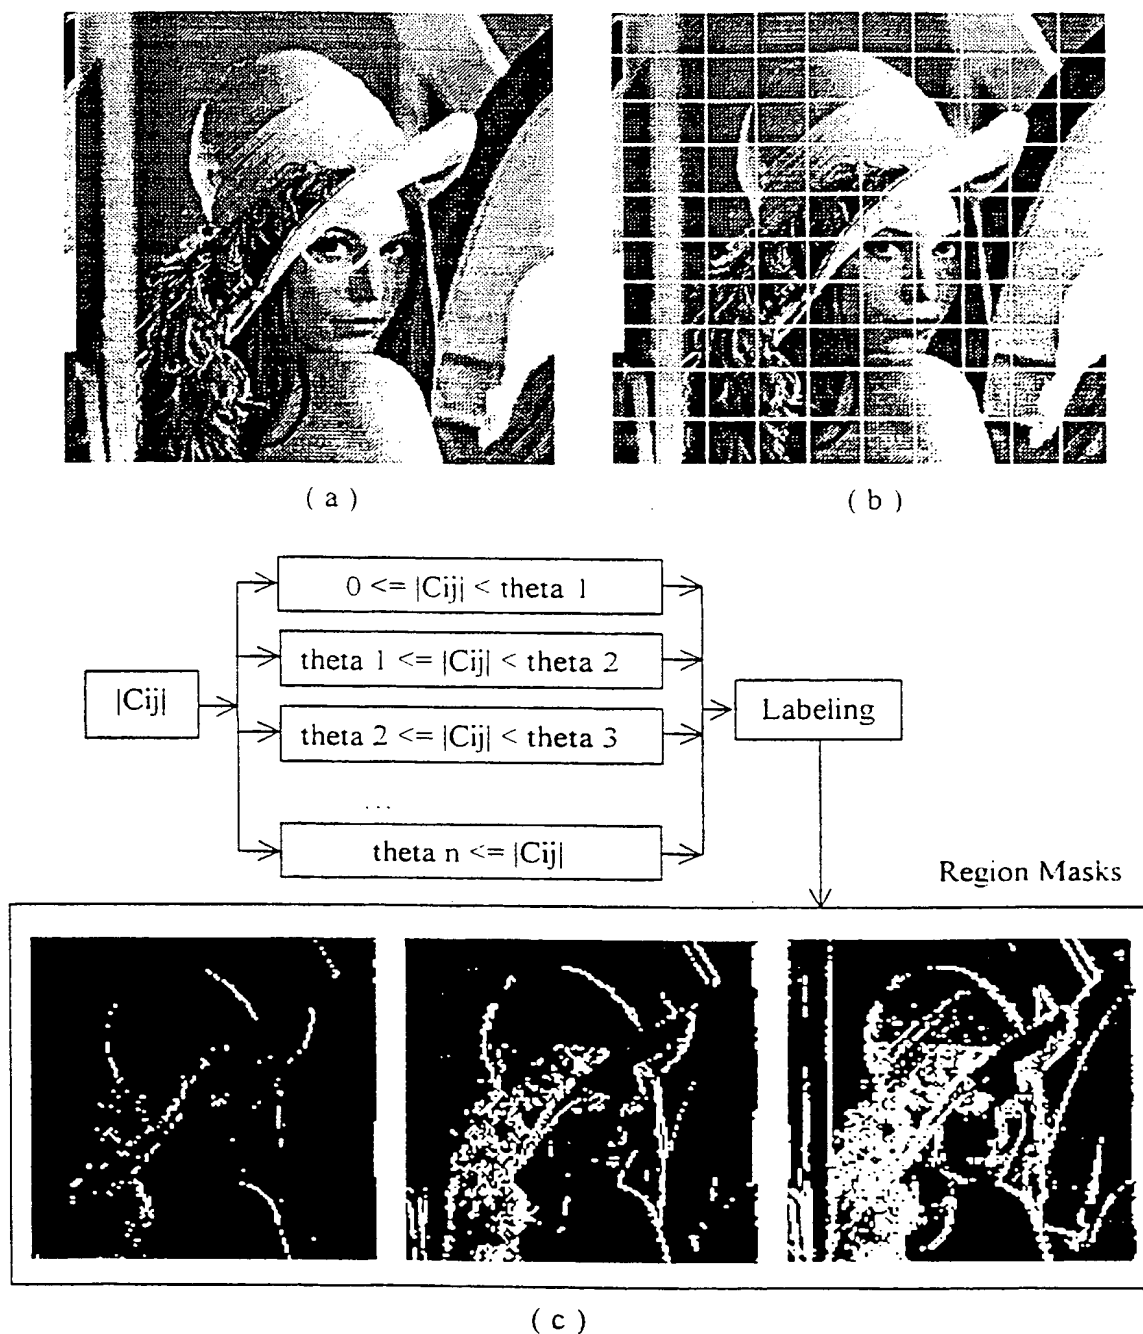 ( a )
( b )
0 <= |Cij| < theta 1
theta 1 <= |Cij| < theta 2
|Cij|
Labeling
theta 2 <= |Cij| < theta 3
...
theta n <= |Cij|
Region Masks
( c )